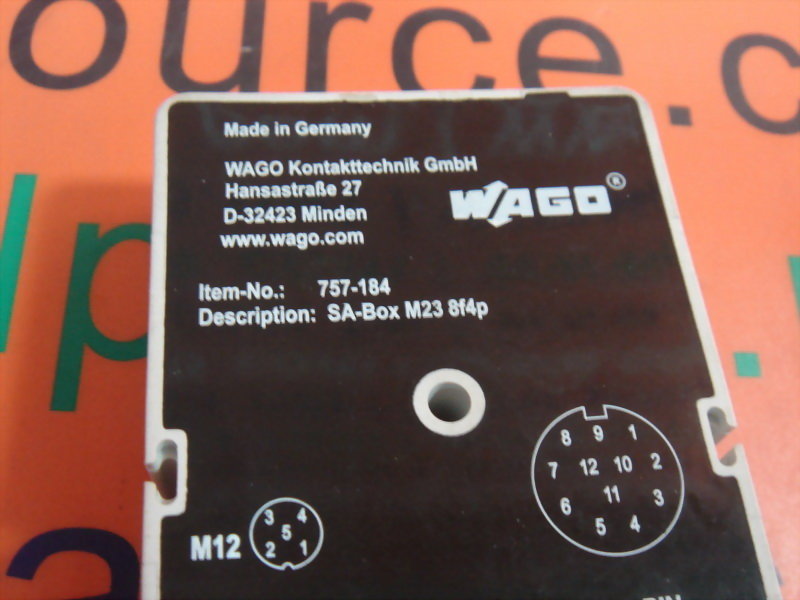 ource.c
Made in Germany
WAGO Kontakttechnik GmbH
Hansastraße 27
D-32423 Minden
www.wago.com
WAGO®
Item-No.: 757-184
Description: SA-Box M23 8f4p
8 9 1
7 12 10 2
6 11 3
5 4
M12
3 4
5
2 1